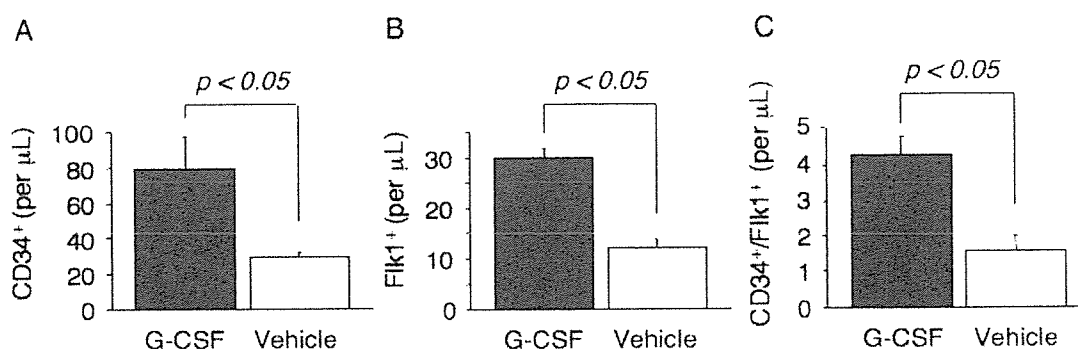 A
p < 0.05
CD34⁺ (per μL)
100
80
60
40
20
0
G-CSF Vehicle
B
p < 0.05
Flk1⁺ (per μL)
30
20
10
0
G-CSF Vehicle
C
p < 0.05
CD34⁺/Flk1⁺ (per μL)
5
4
3
2
1
0
G-CSF Vehicle